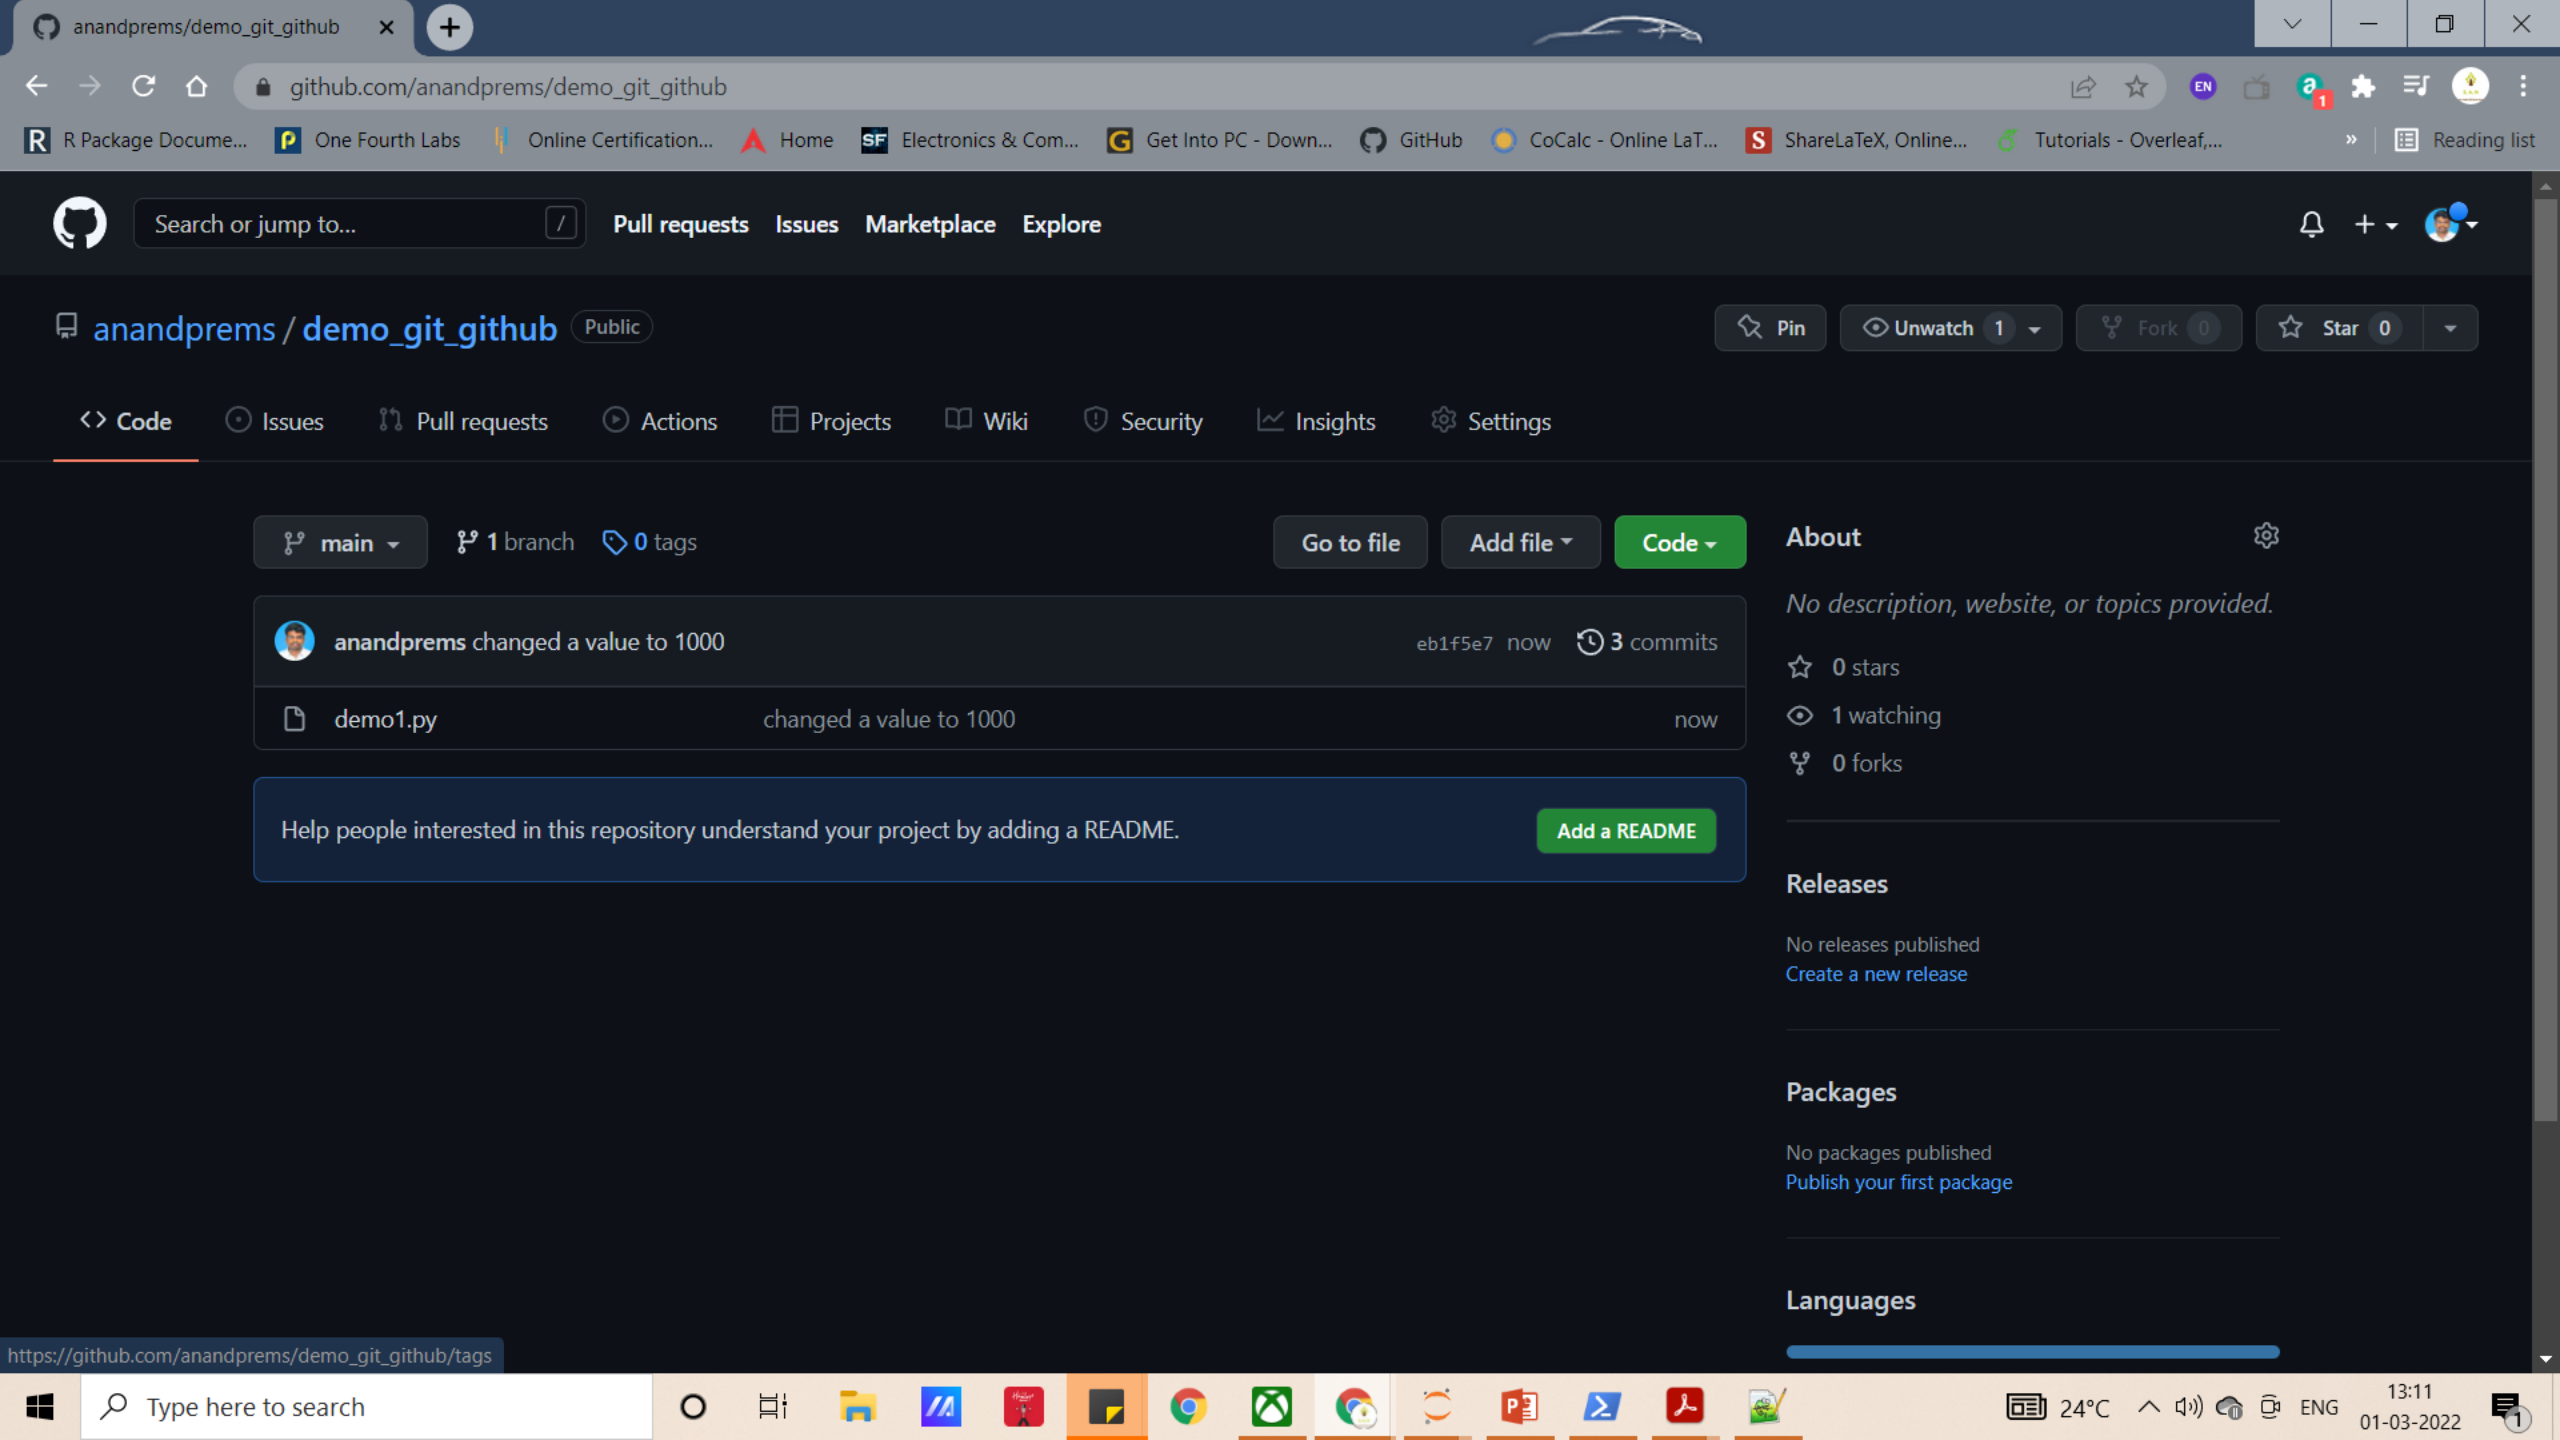 anandprems/demo_git_github
github.com/anandprems/demo_git_github
EN
a 1
R Package Docume...
One Fourth Labs
Online Certification...
Home
SF Electronics & Com...
Get Into PC - Down...
GitHub
CoCalc - Online LaT...
S ShareLaTeX, Online...
Tutorials - Overleaf,...
»
Reading list
Search or jump to... /
Pull requests Issues Marketplace Explore
anandprems / demo_git_github Public
Pin
Unwatch 1
Fork 0
Star 0
Code Issues Pull requests Actions Projects Wiki Security Insights Settings
main 1 branch 0 tags
Go to file Add file Code
anandprems changed a value to 1000 eb1f5e7 now 3 commits
demo1.py changed a value to 1000 now
Help people interested in this repository understand your project by adding a README. Add a README
About
No description, website, or topics provided.
0 stars
1 watching
0 forks
Releases
No releases published
Create a new release
Packages
No packages published
Publish your first package
Languages
https://github.com/anandprems/demo_git_github/tags
Type here to search
24°C
ENG
13:11
01-03-2022
1